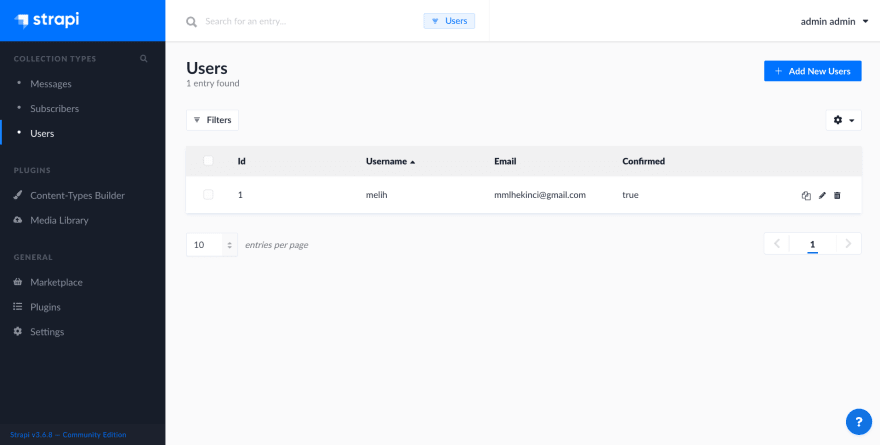 strapi
Search for an entry...
Users
admin admin
COLLECTION TYPES
Messages
Subscribers
Users
PLUGINS
Content-Types Builder
Media Library
GENERAL
Marketplace
Plugins
Settings
Strapi v3.6.8 — Community Edition
Users
1 entry found
+ Add New Users
Filters
Id Username Email Confirmed
1 melih mmlhekinci@gmail.com true
10 entries per page
1
?